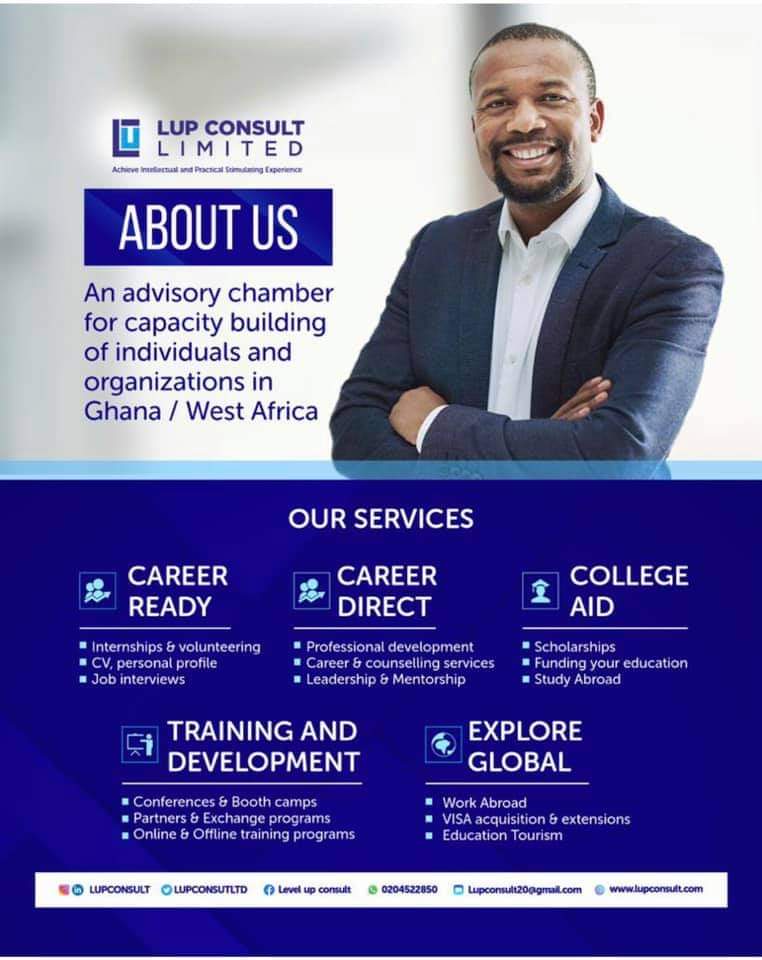 LUP CONSULT
LIMITED
Achieve Intellectual and Practical Stimulating Experience
ABOUT US
An advisory chamber
for capacity building
of individuals and
organizations in
Ghana / West Africa
OUR SERVICES
CAREER
READY
Internships & volunteering
CV, personal profile
Job interviews
CAREER
DIRECT
Professional development
Career & counselling services
Leadership & Mentorship
COLLEGE
AID
Scholarships
Funding your education
Study Abroad
TRAINING AND
DEVELOPMENT
Conferences & Booth camps
Partners & Exchange programs
Online & Offline training programs
EXPLORE
GLOBAL
Work Abroad
VISA acquisition & extensions
Education Tourism
LUPCONSULT LUPCONSUTLTD Level up consult 0204522850 Lupconsult20@gmail.com www.lupconsult.com